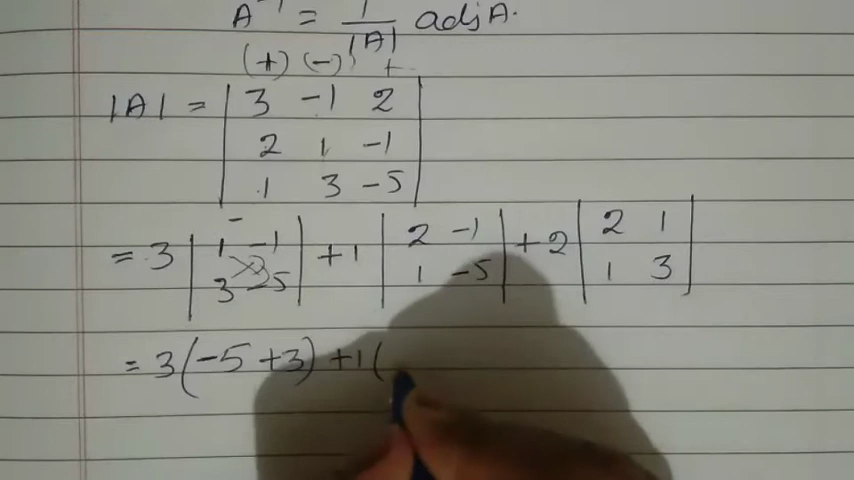 A⁻¹ = 1/|A| adj A.
(+) (-) +
|A| = | 3 -1 2 |
| 2 1 -1 |
| 1 3 -5 |
= 3 | 1 -1 | + 1 | 2 -1 | + 2 | 2 1 |
| 3 -5 | | 1 -5 | | 1 3 |
= 3(-5 +3) +1(